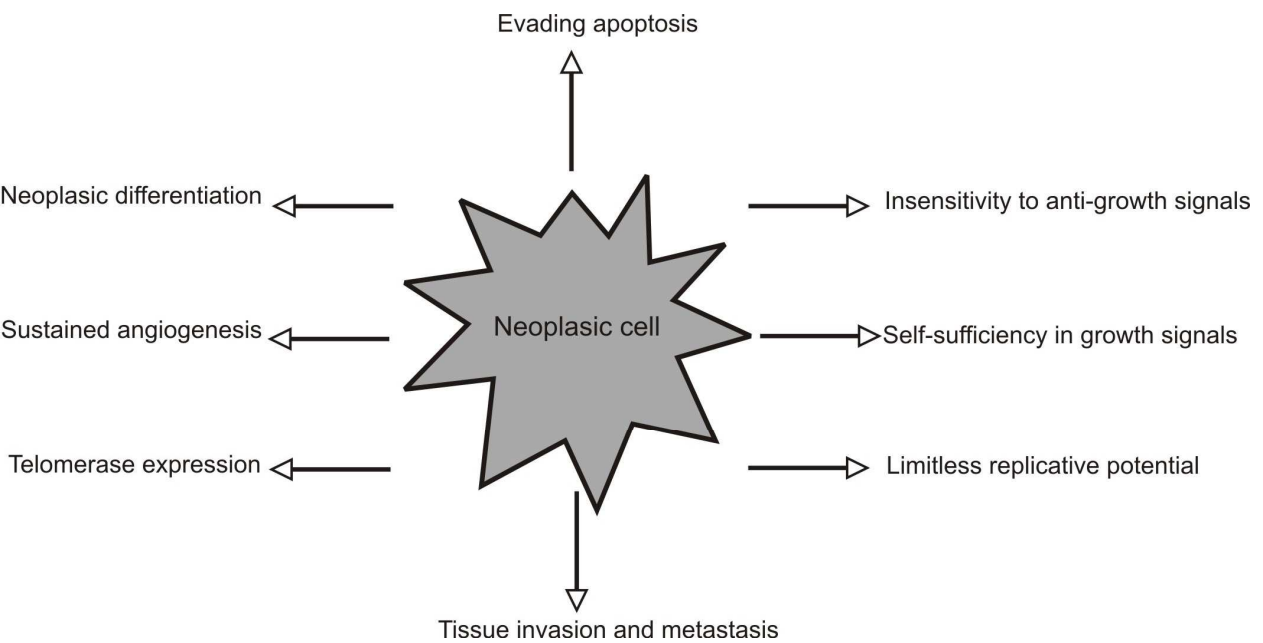 Evading apoptosis
Neoplasic differentiation
Insensitivity to anti-growth signals
Sustained angiogenesis
Neoplasic cell
Self-sufficiency in growth signals
Telomerase expression
Limitless replicative potential
Tissue invasion and metastasis